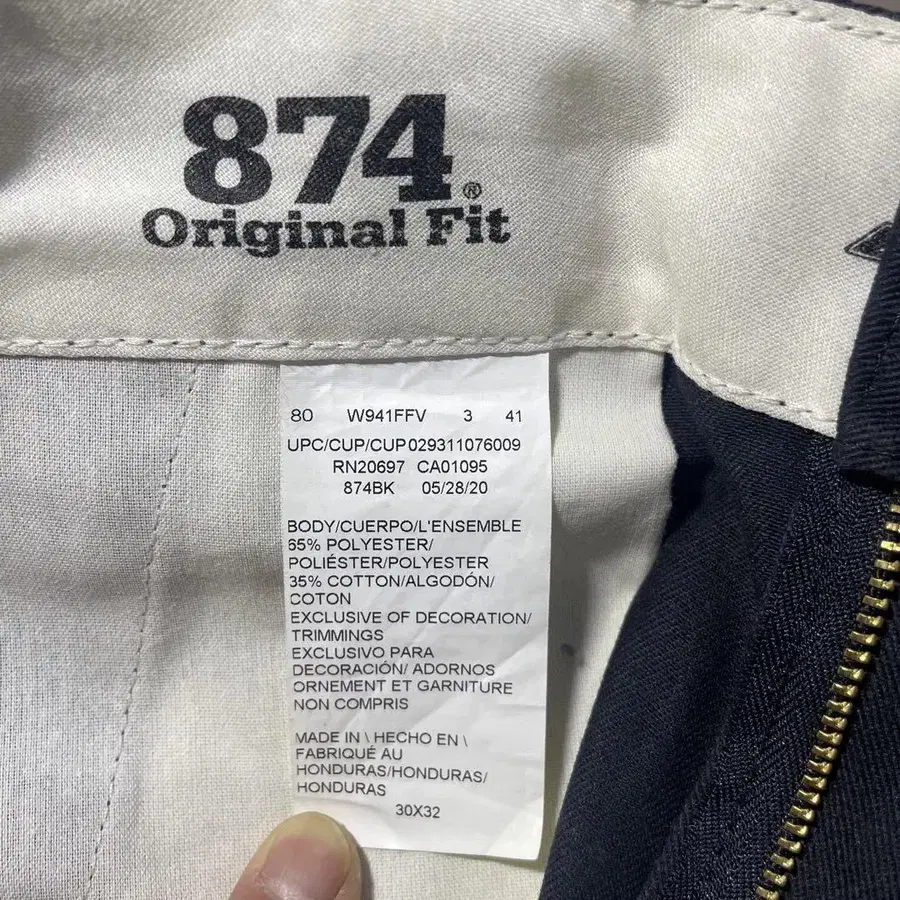 874®
Original Fit
80 W941FFV 3 41
UPC/CUP/CUP029311076009
RN20697 CA01095
874BK 05/28/20
BODY/CUERPO/L'ENSEMBLE
65% POLYESTER/
POLIÉSTER/POLYESTER
35% COTTON/ALGODÓN/
COTON
EXCLUSIVE OF DECORATION/
TRIMMINGS
EXCLUSIVO PARA
DECORACIÓN/ ADORNOS
ORNEMENT ET GARNITURE
NON COMPRIS
MADE IN \ HECHO EN \
FABRIQUÉ AU
HONDURAS/HONDURAS/
HONDURAS
30X32